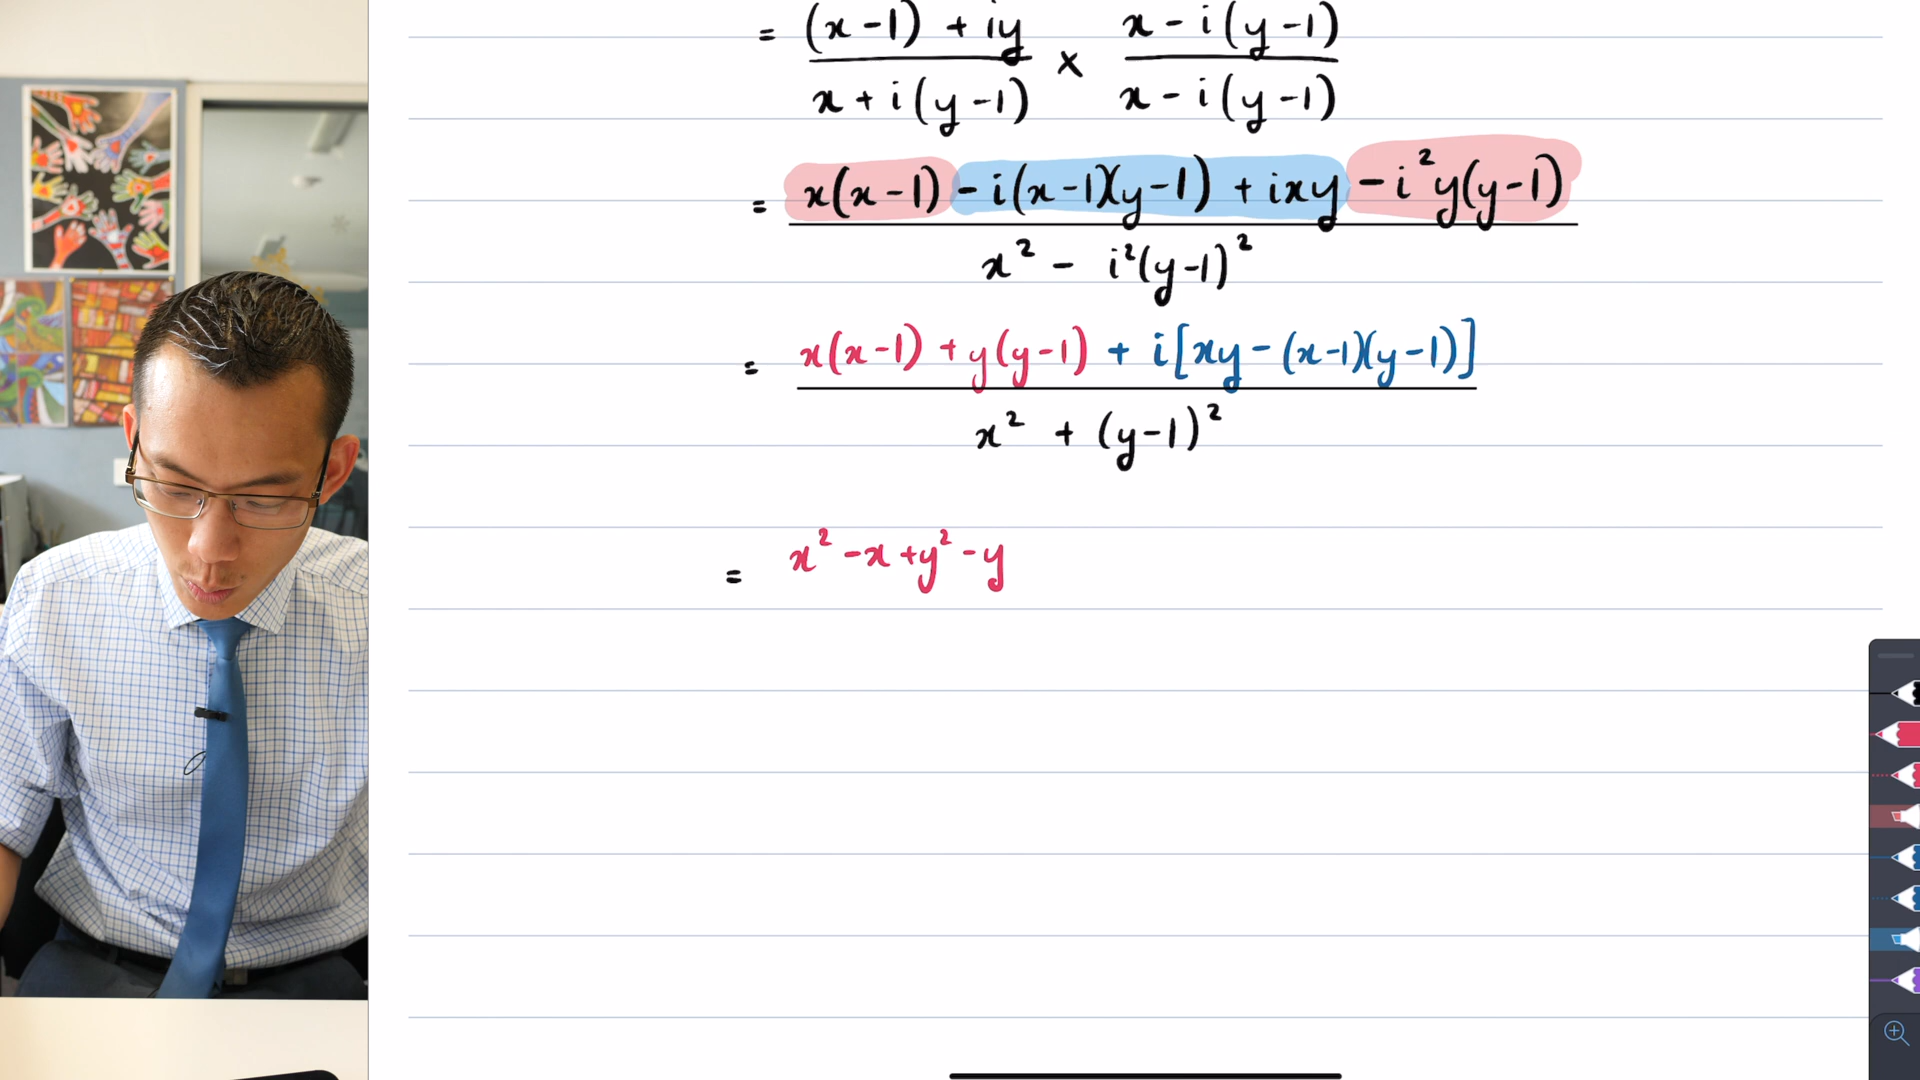 = (x-1) + iy / x + i(y-1) × x - i(y-1) / x - i(y-1)
= x(x-1) - i(x-1)(y-1) + ixy - i²y(y-1) / x² - i²(y-1)²
= x(x-1) + y(y-1) + i[xy - (x-1)(y-1)] / x² + (y-1)²
= x² - x + y² - y